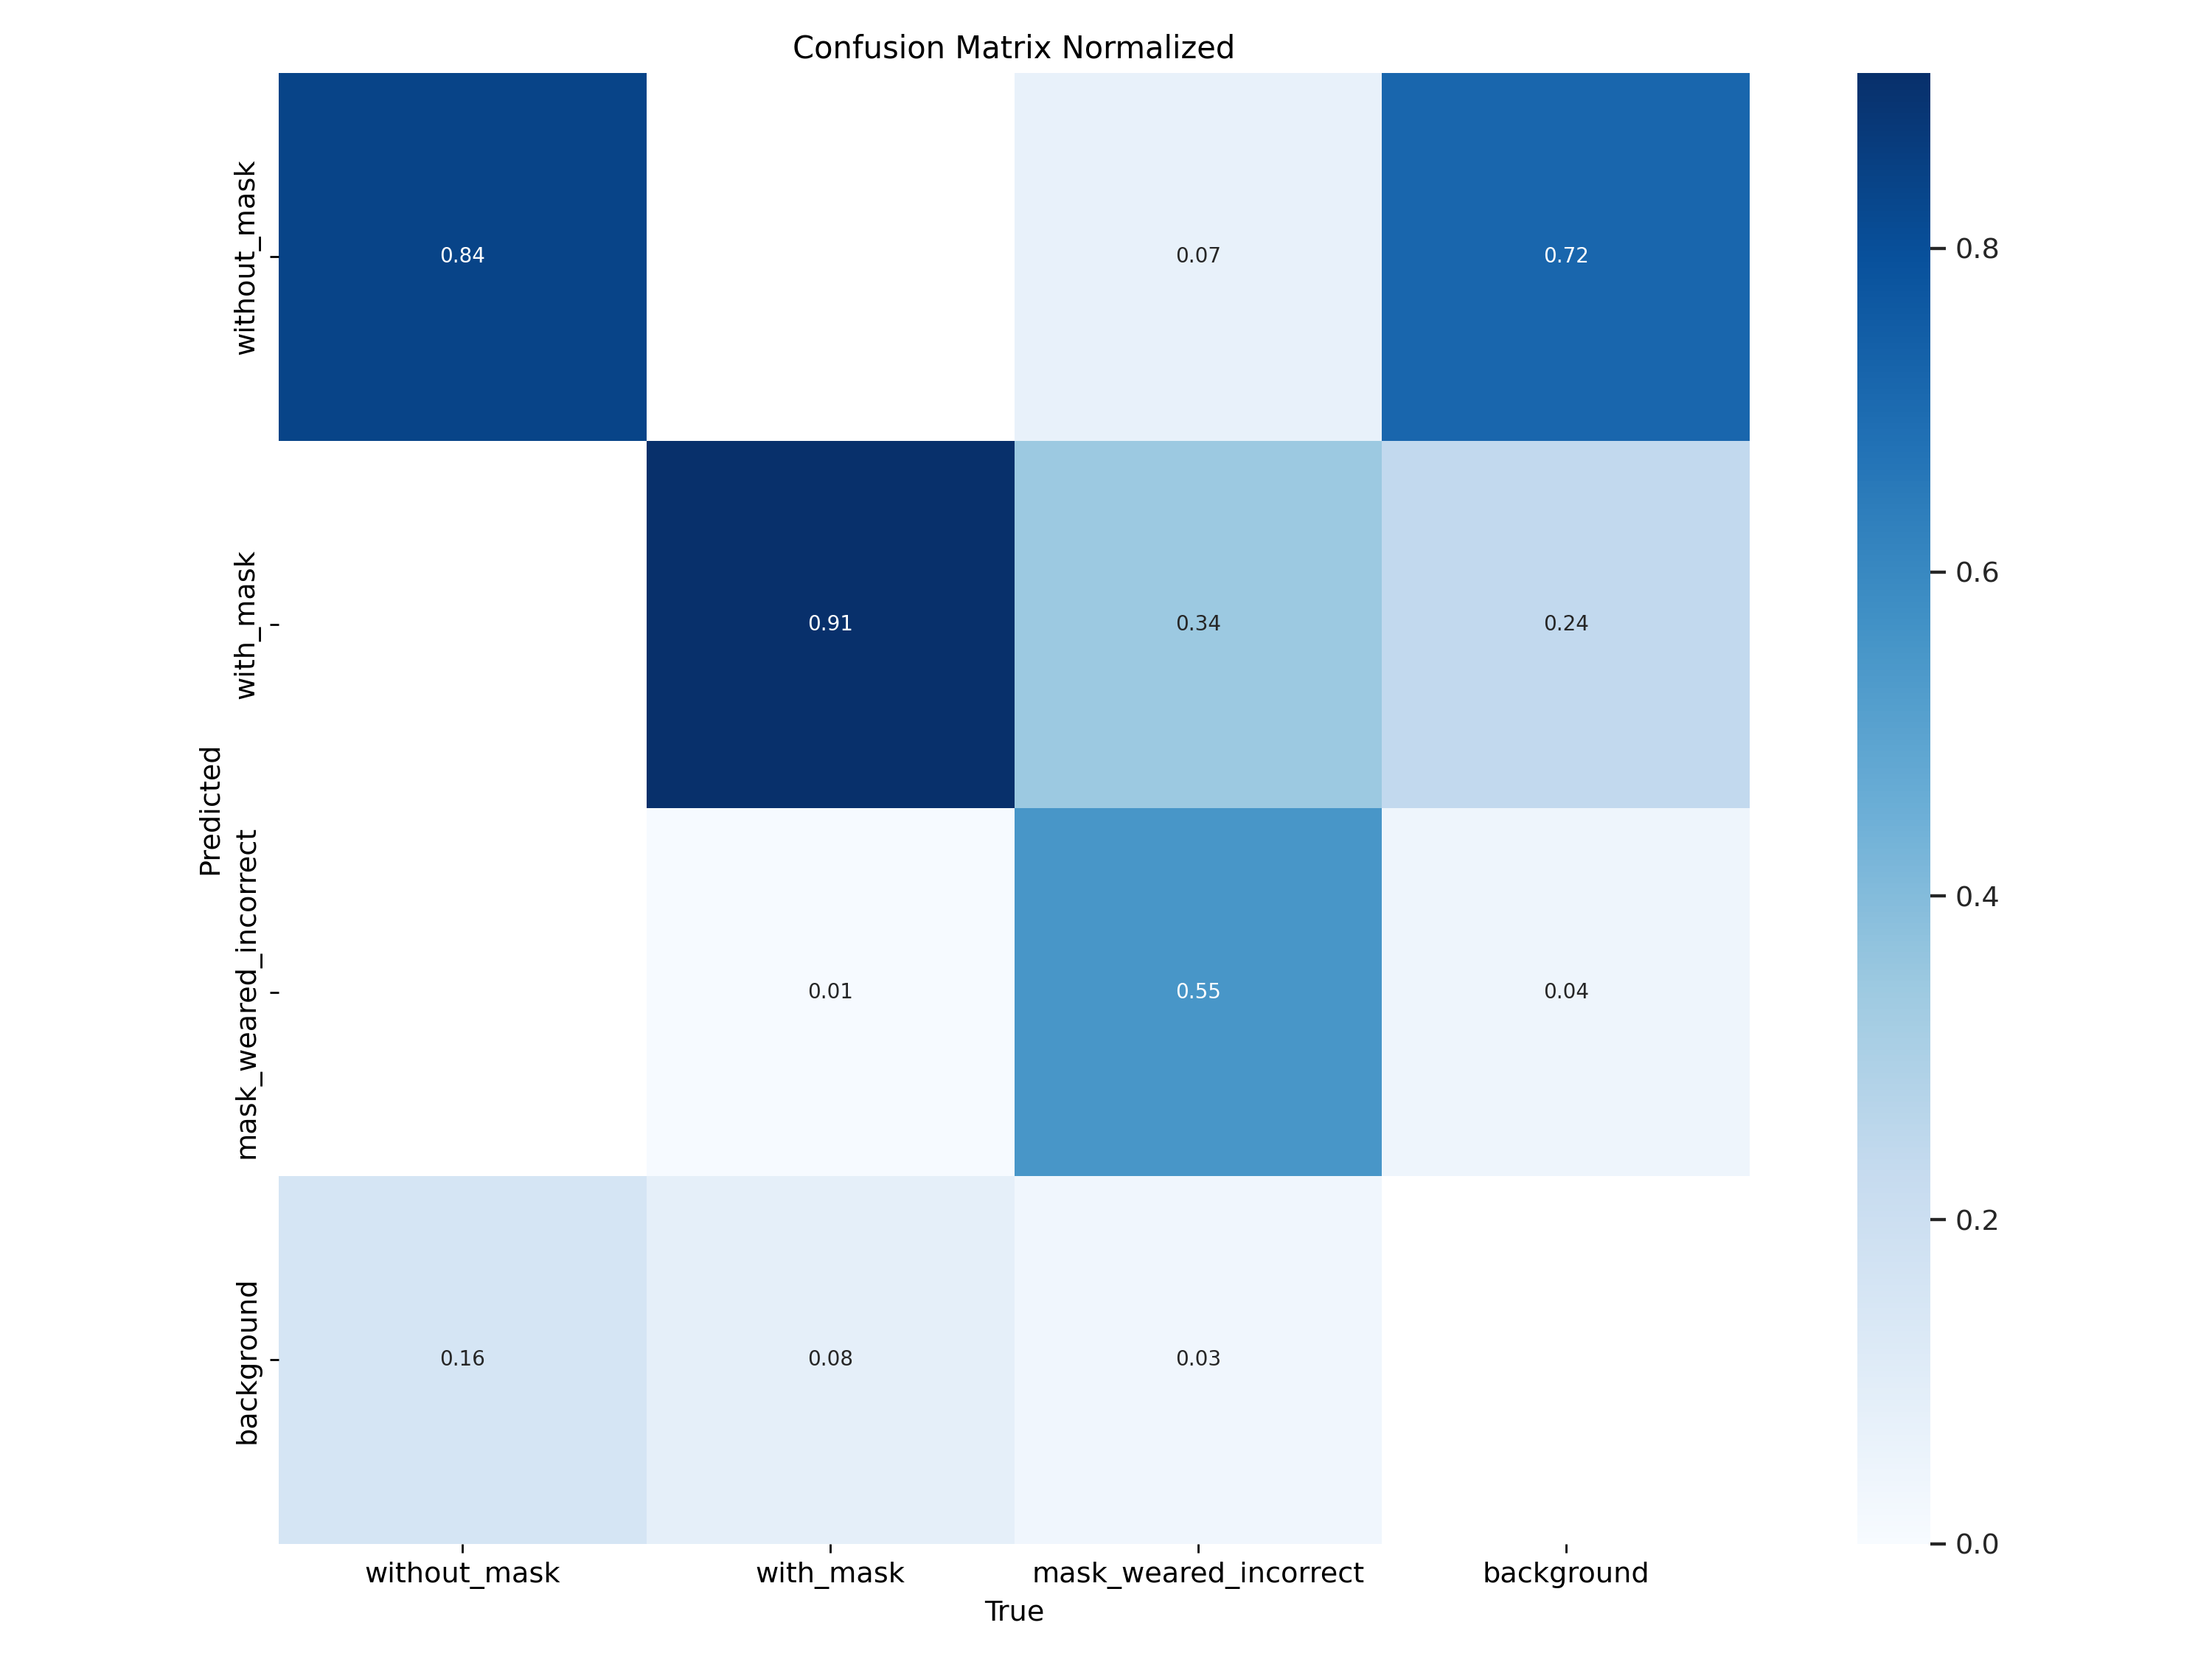 Confusion Matrix Normalized
Predicted
without_mask
with_mask
mask_weared_incorrect
background
0.84
0.07
0.72
0.91
0.34
0.24
0.01
0.55
0.04
0.16
0.08
0.03
without_mask
with_mask
mask_weared_incorrect
background
True
0.8
0.6
0.4
0.2
0.0